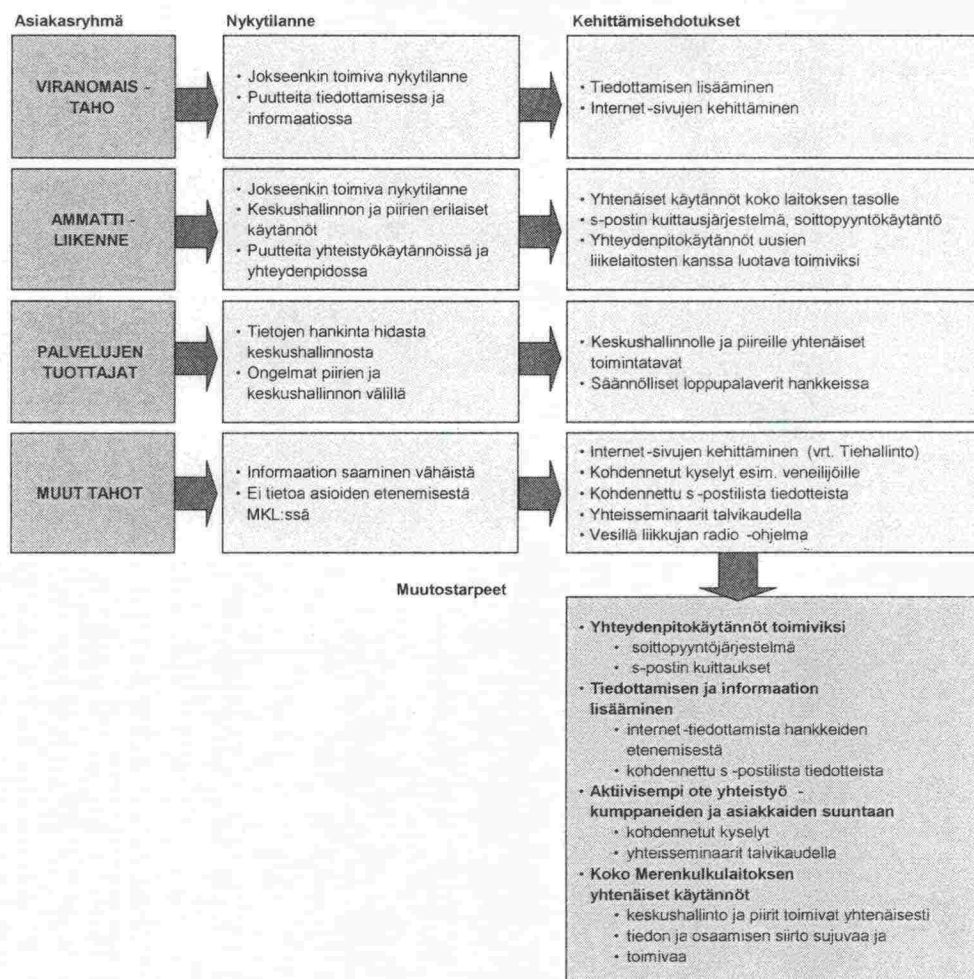 Asiakasryhmä
Nykytilanne
Kehittämisehdotukset
VIRANOMAIS -
TAHO
• Jokseenkin toimiva nykytilanne
• Puutteita tiedottamisessa ja
informaatiossa
• Tiedottamisen lisääminen
• Internet-sivujen kehittäminen
AMMATTI -
LIIKENNE
• Jokseenkin toimiva nykytilanne
• Keskushallinnon ja piirien erilaiset
käytännöt
• Puutteita yhteistyökäytännöissä ja
yhteydenpidossa
• Yhtenäiset käytännöt koko laitoksen tasolle
• s-postin kuittausjärjestelmä, soittopyyntökäytäntö
• Yhteydenpitokäytännöt uusien
liikelaitosten kanssa luotava toimiviksi
PALVELUJEN
TUOTTAJAT
• Tietojen hankinta hidasta
keskushallinnosta
• Ongelmat piirien ja
keskushallinnon välillä
• Keskushallinnolle ja piireille yhtenäiset
toimintatavat
• Säännölliset loppupalaverit hankkeissa
MUUT TAHOT
• Informaation saaminen vähäistä
• Ei tietoa asioiden etenemisestä
MKL:ssä
• Internet-sivujen kehittäminen (vrt. Tiehallinto)
• Kohdennetut kyselyt esim. veneilijöille
• Kohdennettu s -postilista tiedotteista
• Yhteisseminaarit talvikaudella
• Vesillä liikkujan radio -ohjelma
Muutostarpeet
• Yhteydenpitokäytännöt toimiviksi
• soittopyyntöjärjestelmä
• s-postin kuittaukset
• Tiedottamisen ja informaation
lisääminen
• internet -tiedottamista hankkeiden
etenemisestä
• kohdennettu s -postilista tiedotteista
• Aktiivisempi ote yhteistyö -
kumppaneiden ja asiakkaiden suuntaan
• kohdennetut kyselyt
• yhteisseminaarit talvikaudella
• Koko Merenkulkulaitoksen
yhtenäiset käytännöt
• keskushallinto ja piirit toimivat yhtenäisesti
• tiedon ja osaamisen siirto sujuvaa ja
• toimivaa